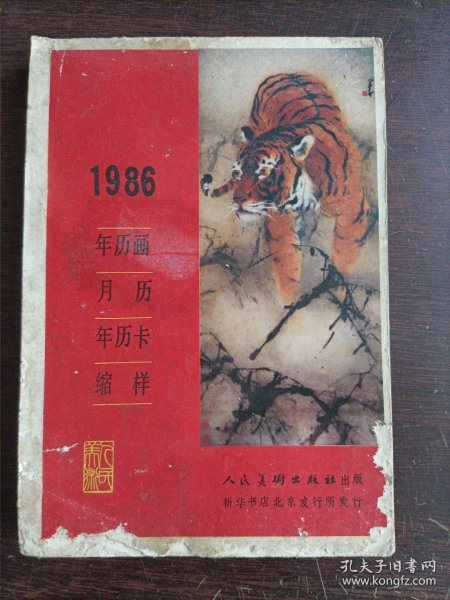 1986
年历画
月历
年历卡
缩样
人民美术出版社出版
新华书店北京发行所发行
孔夫子旧书网
www.kongfz.com